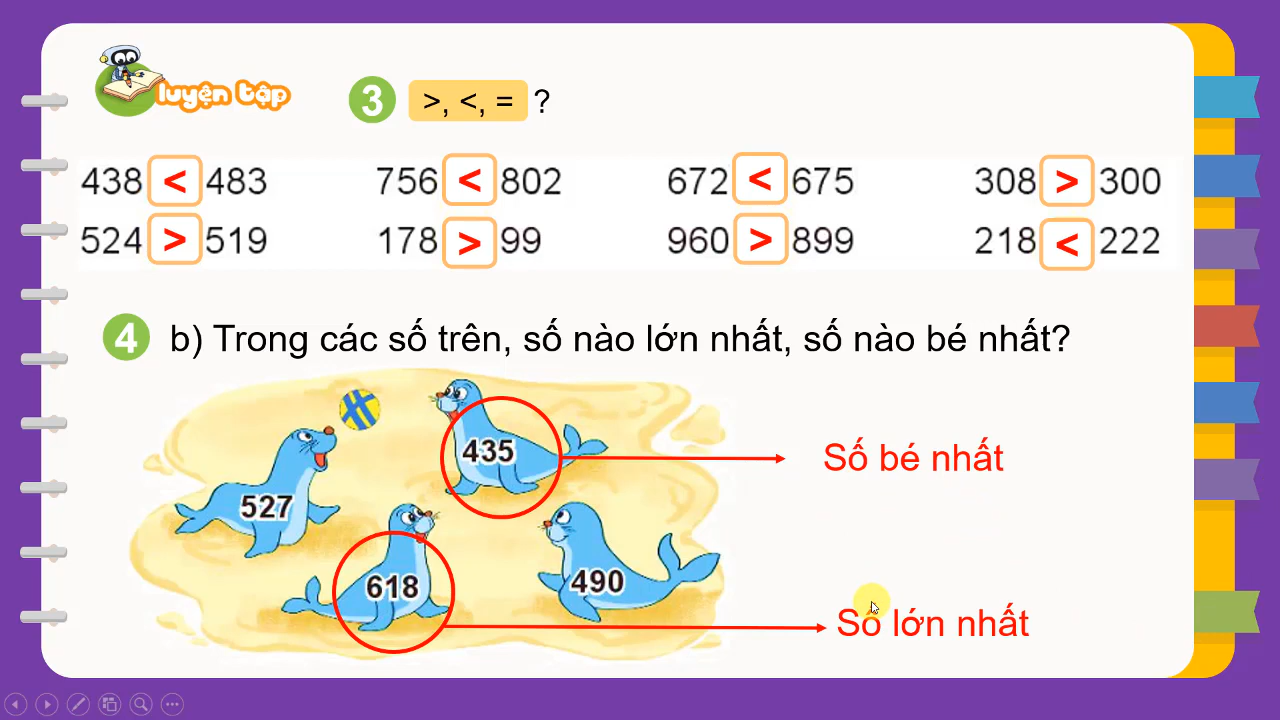 luyện tập
3 >, <, = ?
438 < 483 756 < 802 672 < 675 308 > 300
524 > 519 178 > 99 960 > 899 218 < 222
4 b) Trong các số trên, số nào lớn nhất, số nào bé nhất?
435
Số bé nhất
527
618
490
Số lớn nhất